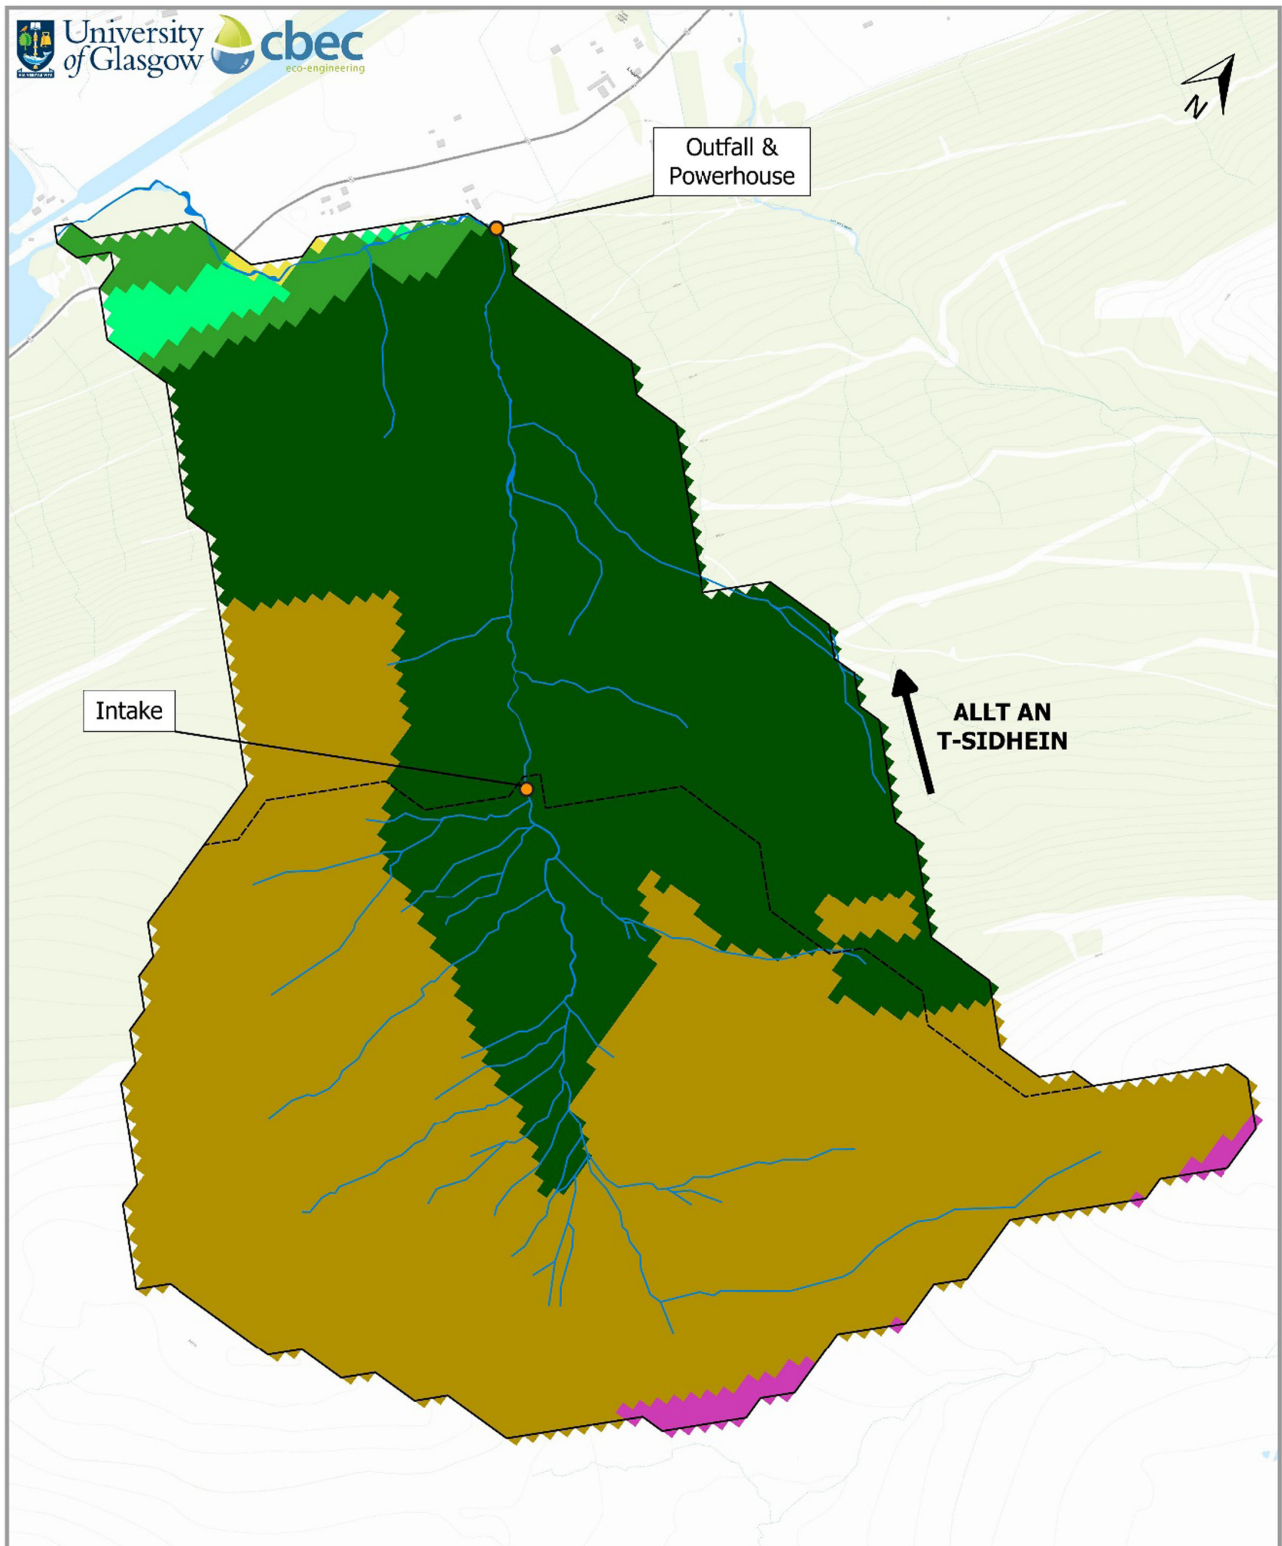 University
of Glasgow
cbec
eco-engineering
N
Outfall &
Powerhouse
Intake
ALLT AN
T-SIDHEIN